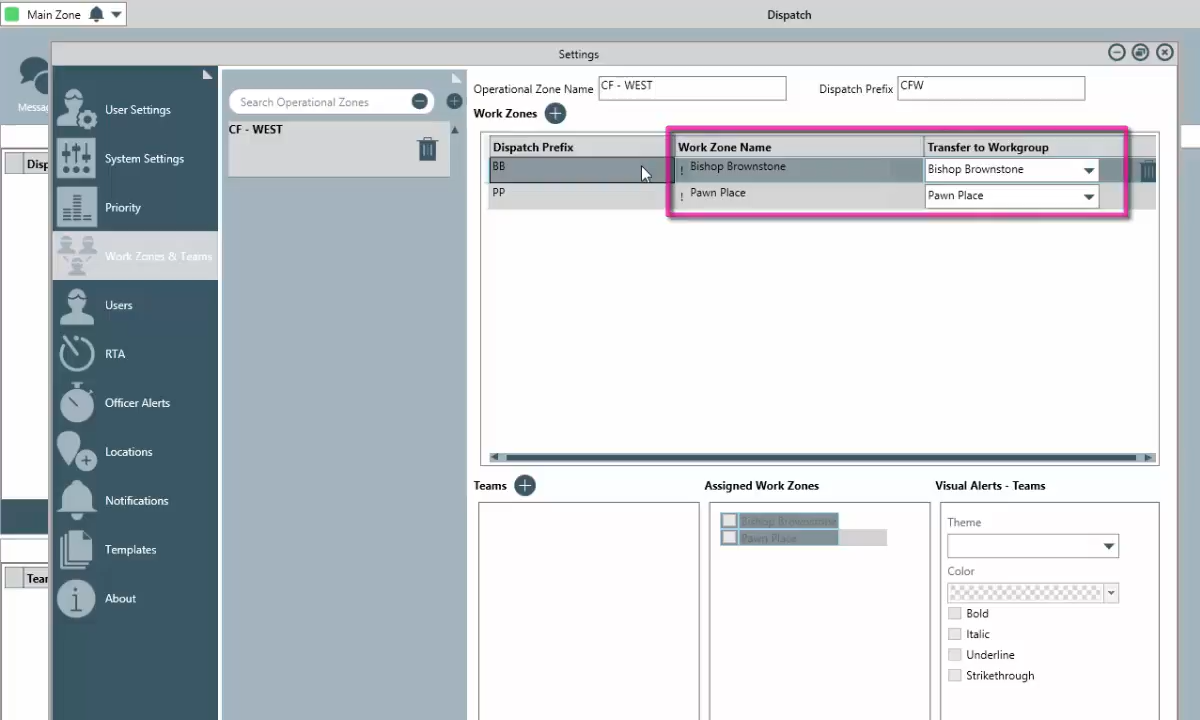 Main Zone
Dispatch
Settings
User Settings
System Settings
Priority
Work Zones & Teams
Users
RTA
Officer Alerts
Locations
Notifications
Templates
About
Search Operational Zones
CF - WEST
Operational Zone Name CF - WEST
Dispatch Prefix CFW
Work Zones
Dispatch Prefix Work Zone Name Transfer to Workgroup
BB ! Bishop Brownstone Bishop Brownstone
PP ! Pawn Place Pawn Place
Teams
Assigned Work Zones
Bishop Brownstone
Pawn Place
Visual Alerts - Teams
Theme
Color
Bold
Italic
Underline
Strikethrough